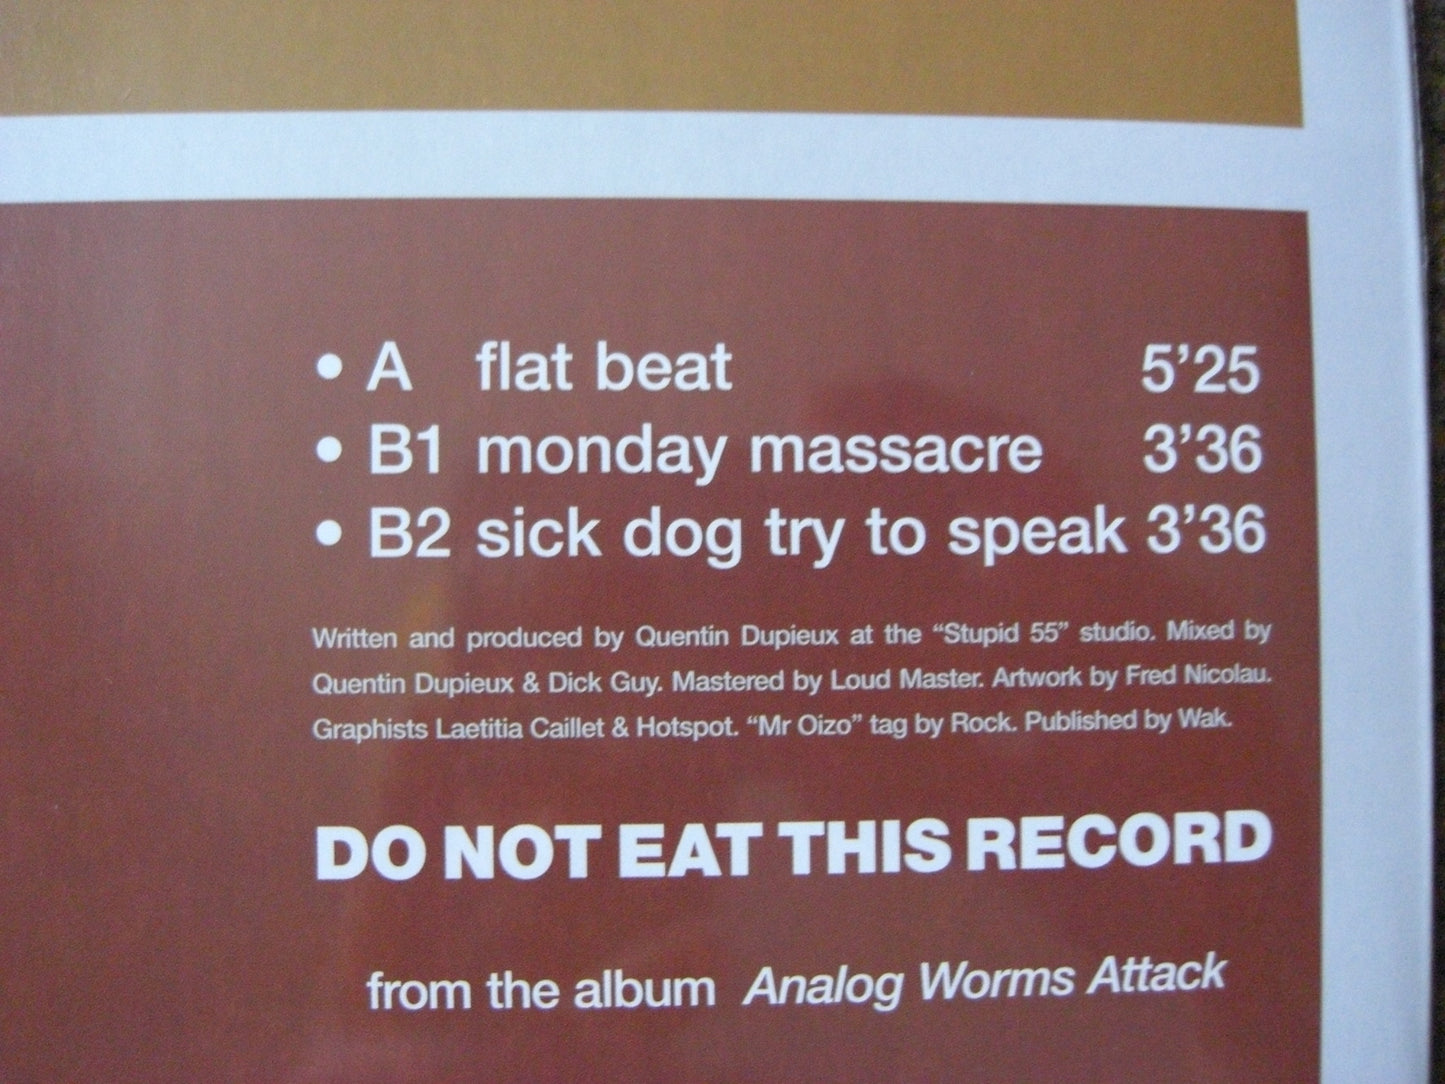 • A flat beat 5’25
• B1 monday massacre 3’36
• B2 sick dog try to speak 3’36
Written and produced by Quentin Dupieux at the “Stupid 55” studio. Mixed by
Quentin Dupieux & Dick Guy. Mastered by Loud Master. Artwork by Fred Nicolau.
Graphists Laetitia Caillet & Hotspot. “Mr Oizo” tag by Rock. Published by Wak.
DO NOT EAT THIS RECORD
from the album Analog Worms Attack